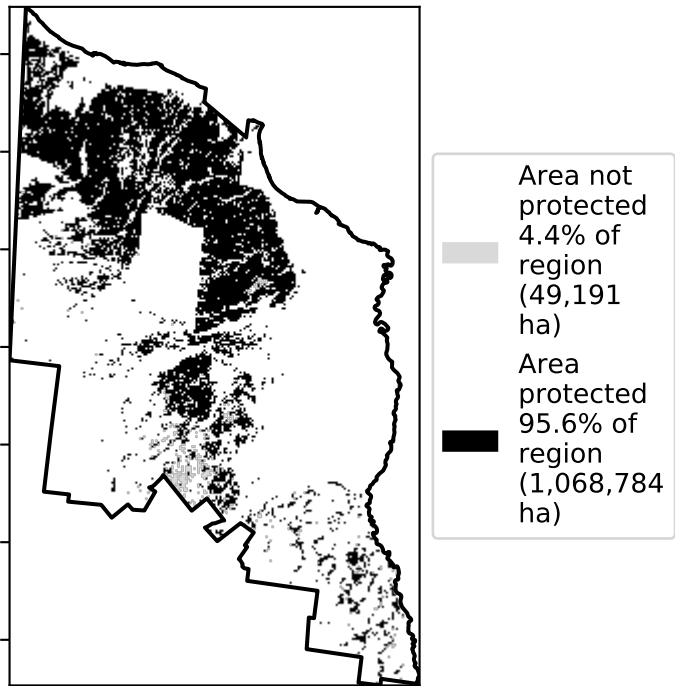 Area not
protected
4.4% of
region
(49,191
ha)
Area
protected
95.6% of
region
(1,068,784
ha)